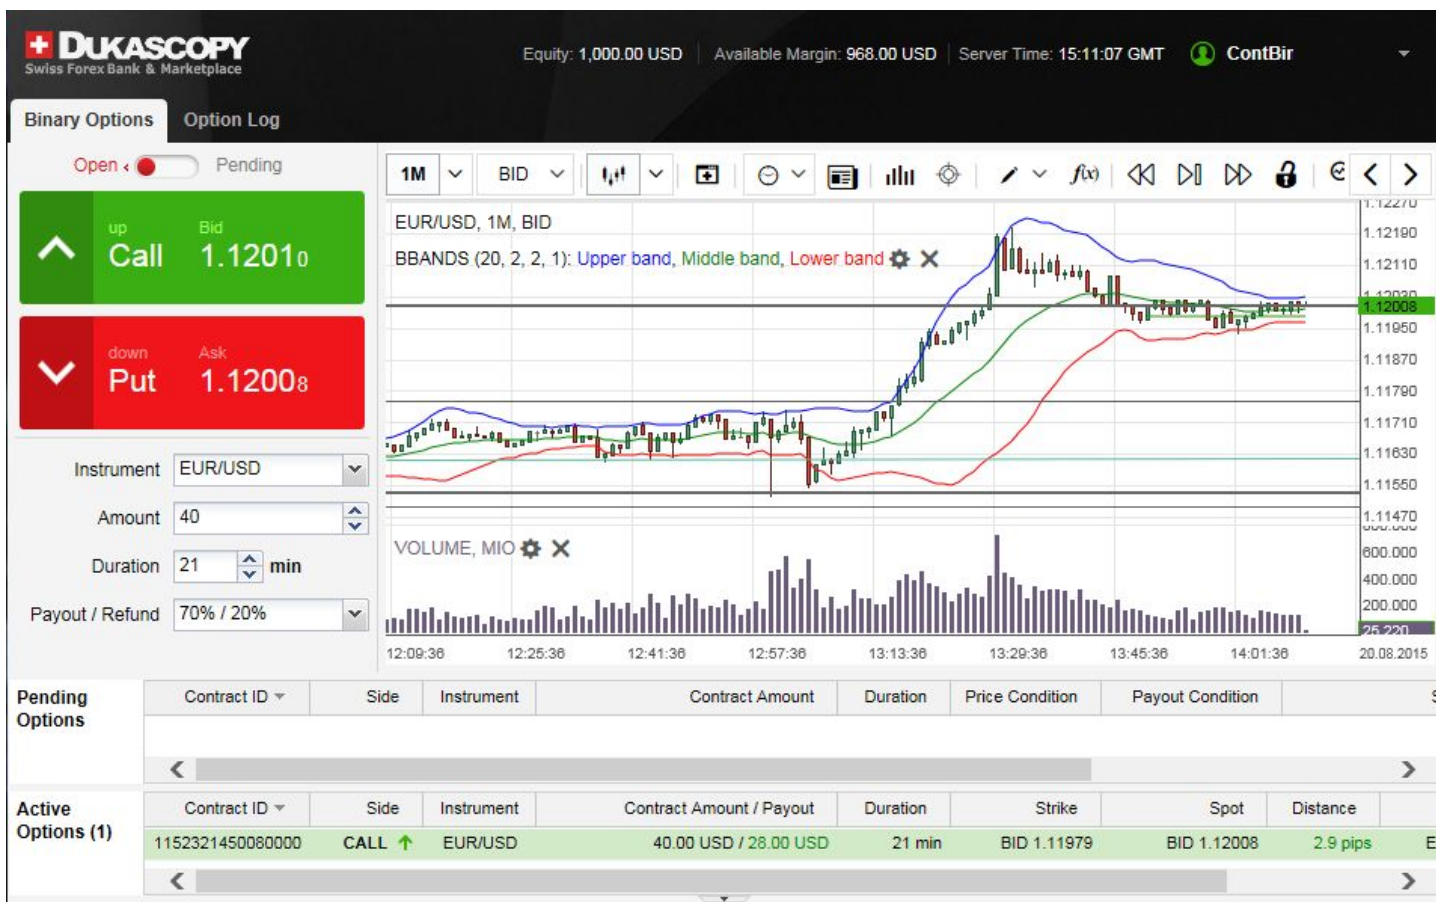 DUKASCOPY
Swiss Forex Bank & Marketplace
Equity: 1,000.00 USD Available Margin: 968.00 USD Server Time: 15:11:07 GMT ContBir
Binary Options Option Log
Open Pending
up Bid
Call 1.12010
down Ask
Put 1.12008
Instrument EUR/USD
Amount 40
Duration 21 min
Payout / Refund 70% / 20%
1M BID f(x)
EUR/USD, 1M, BID
BBANDS (20, 2, 2, 1): Upper band, Middle band, Lower band
1.12270
1.12190
1.12110
1.12030
1.12008
1.11950
1.11870
1.11790
1.11710
1.11630
1.11550
1.11470
VOLUME, MIO
600.000
400.000
200.000
25.220
12:09:36 12:25:36 12:41:36 12:57:36 13:13:36 13:29:36 13:45:36 14:01:36 20.08.2015
Pending Options
Contract ID Side Instrument Contract Amount Duration Price Condition Payout Condition S
Active Options (1)
Contract ID Side Instrument Contract Amount / Payout Duration Strike Spot Distance
1152321450080000 CALL EUR/USD 40.00 USD / 28.00 USD 21 min BID 1.11979 BID 1.12008 2.9 pips E